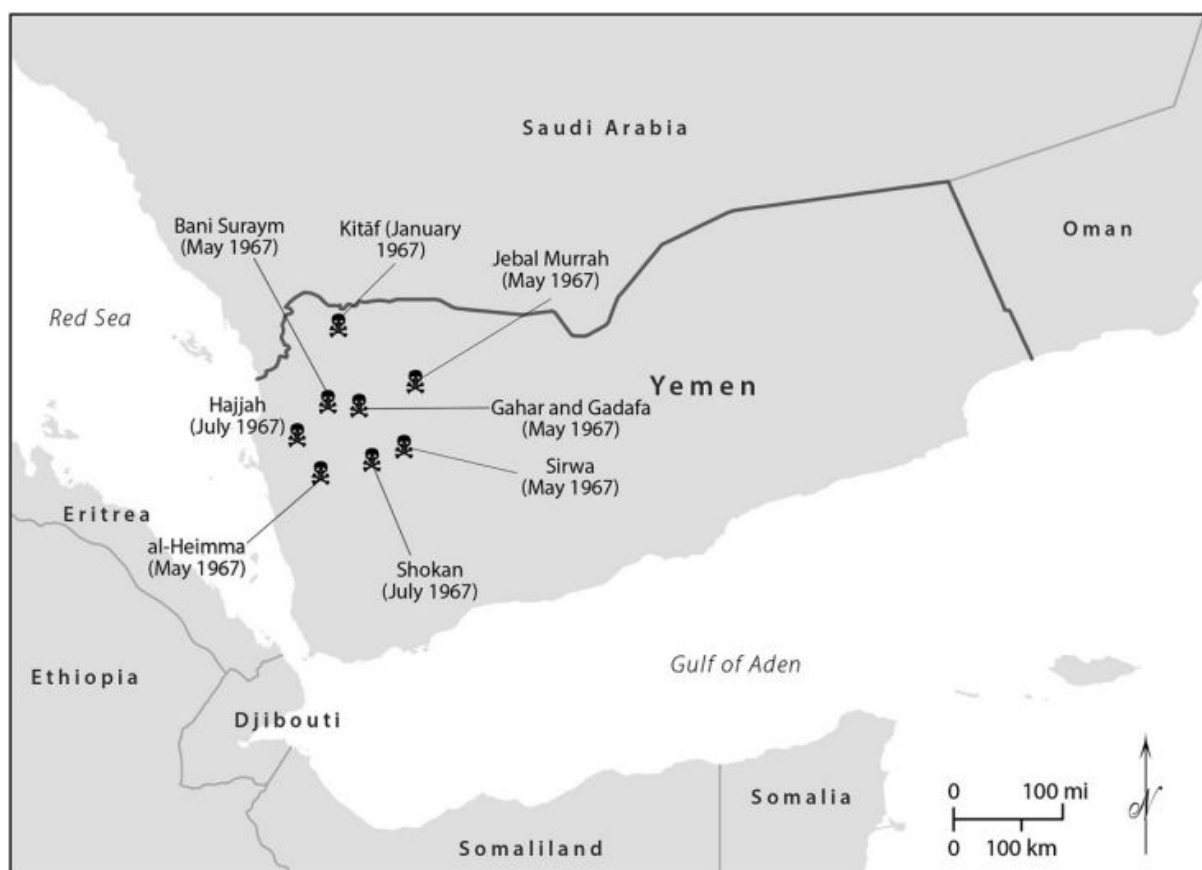 Saudi Arabia
Bani Suraym
(May 1967)
Kitāf (January
1967)
Jebal Murrah
(May 1967)
Oman
Red Sea
Yemen
Hajjah
(July 1967)
Gahar and Gadafa
(May 1967)
Sirwa
(May 1967)
Eritrea
al-Heimma
(May 1967)
Shokan
(July 1967)
Ethiopia
Gulf of Aden
Djibouti
Somalia
Somaliland
0 100 mi
0 100 km
N